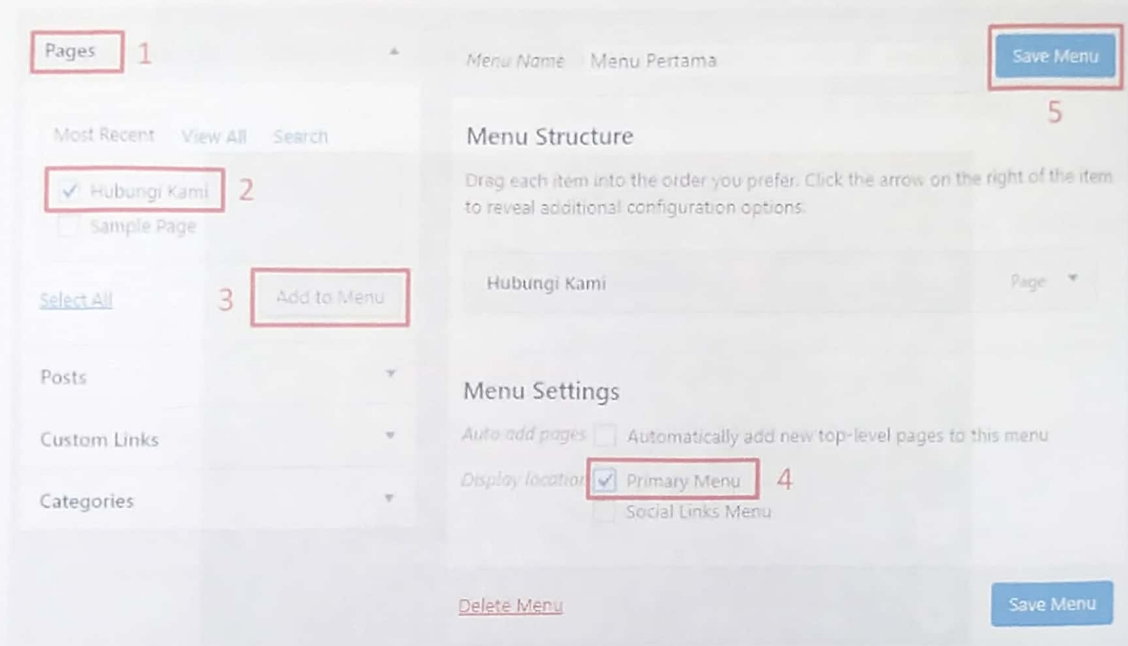 Pages 1
Most Recent View All Search
Hubungi Kami 2
Sample Page
Select All 3 Add to Menu
Posts
Custom Links
Categories
Menu Name Menu Pertama
Save Menu
5
Menu Structure
Drag each item into the order you prefer. Click the arrow on the right of the item
to reveal additional configuration options.
Hubungi Kami Page
Menu Settings
Auto add pages Automatically add new top-level pages to this menu
Display location Primary Menu 4
Social Links Menu
Delete Menu
Save Menu